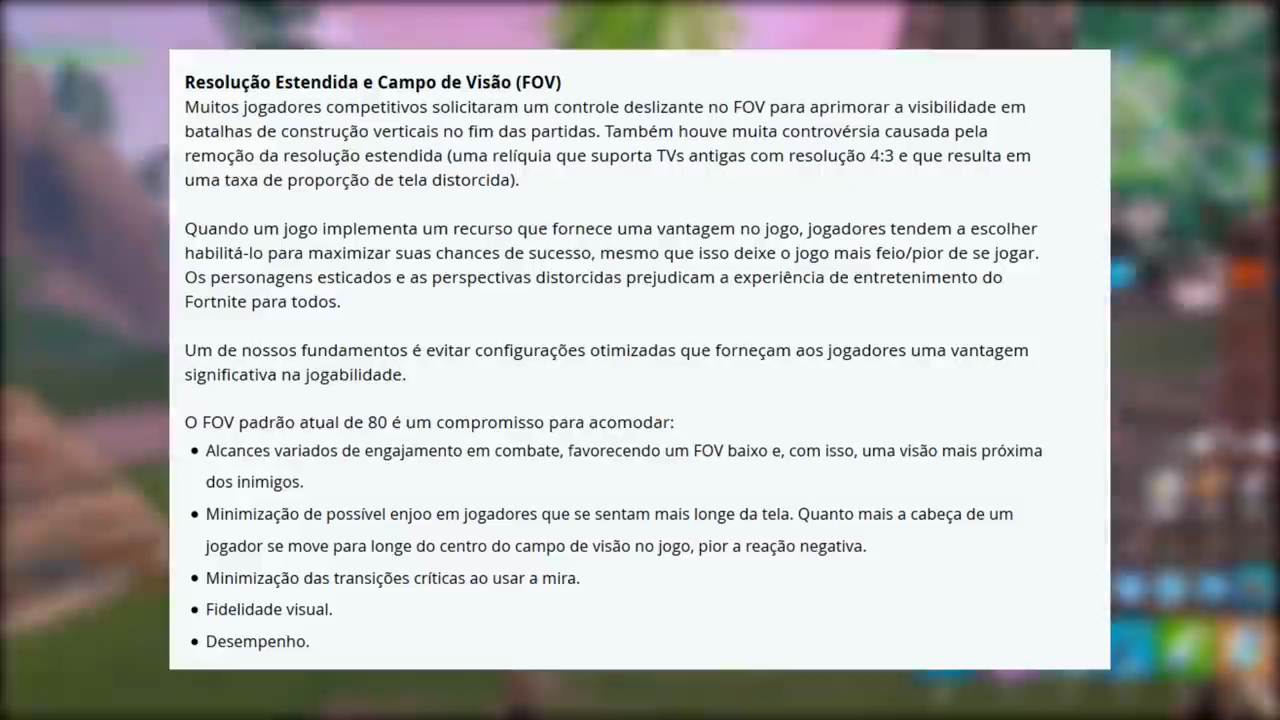 Resolução Estendida e Campo de Visão (FOV)
Muitos jogadores competitivos solicitaram um controle deslizante no FOV para aprimorar a visibilidade em
batalhas de construção verticais no fim das partidas. Também houve muita controvérsia causada pela
remoção da resolução estendida (uma relíquia que suporta TVs antigas com resolução 4:3 e que resulta em
uma taxa de proporção de tela distorcida).
Quando um jogo implementa um recurso que fornece uma vantagem no jogo, jogadores tendem a escolher
habilitá-lo para maximizar suas chances de sucesso, mesmo que isso deixe o jogo mais feio/pior de se jogar.
Os personagens esticados e as perspectivas distorcidas prejudicam a experiência de entretenimento do
Fortnite para todos.
Um de nossos fundamentos é evitar configurações otimizadas que forneçam aos jogadores uma vantagem
significativa na jogabilidade.
O FOV padrão atual de 80 é um compromisso para acomodar:
• Alcances variados de engajamento em combate, favorecendo um FOV baixo e, com isso, uma visão mais próxima
dos inimigos.
• Minimização de possível enjoo em jogadores que se sentam mais longe da tela. Quanto mais a cabeça de um
jogador se move para longe do centro do campo de visão no jogo, pior a reação negativa.
• Minimização das transições críticas ao usar a mira.
• Fidelidade visual.
• Desempenho.